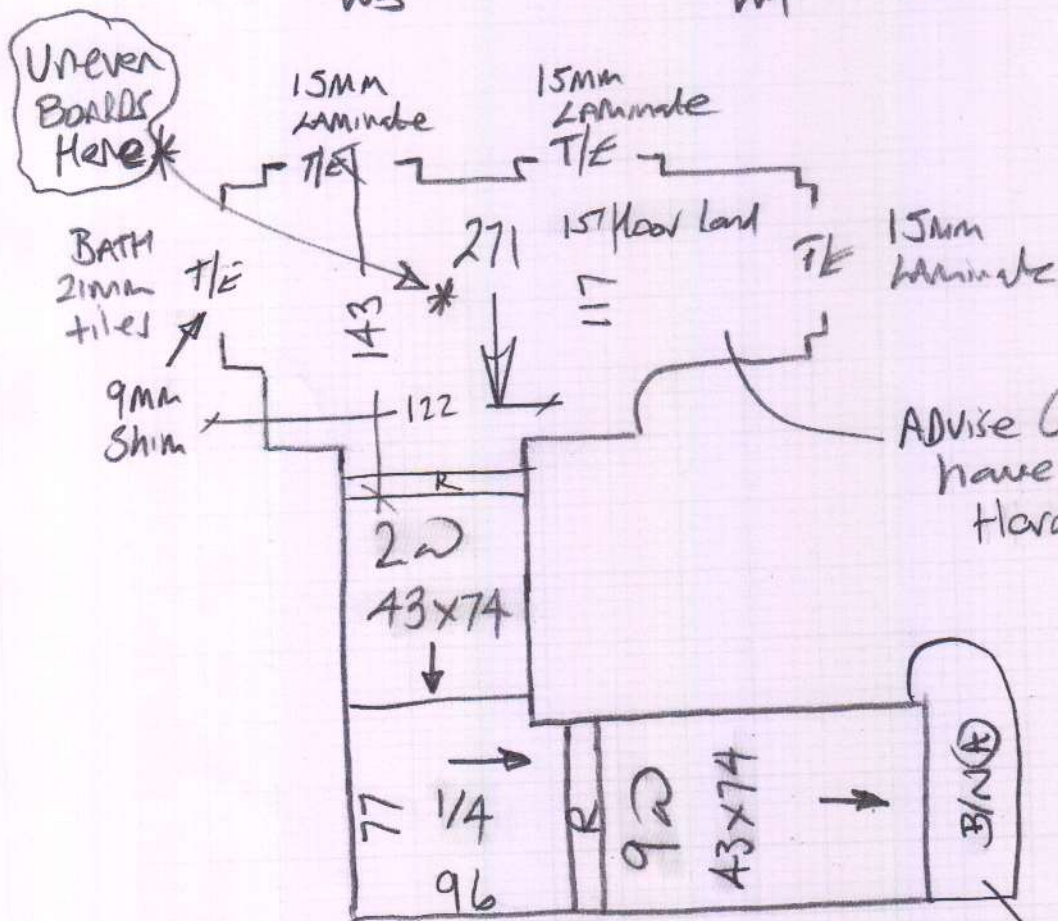 Uneven
BOARDS
Here *
15mm
LAMinate
T/E
15mm
LAMinate
T/E
BATH
21mm
tiles
T/E
271
*
1st floor Land
117
T/E
15mm
LAMinate
143
9mm
Shim
122
ADVise
have
R
2@
43x74
77
1/4
96
R
9@
43x74
B/N(A)